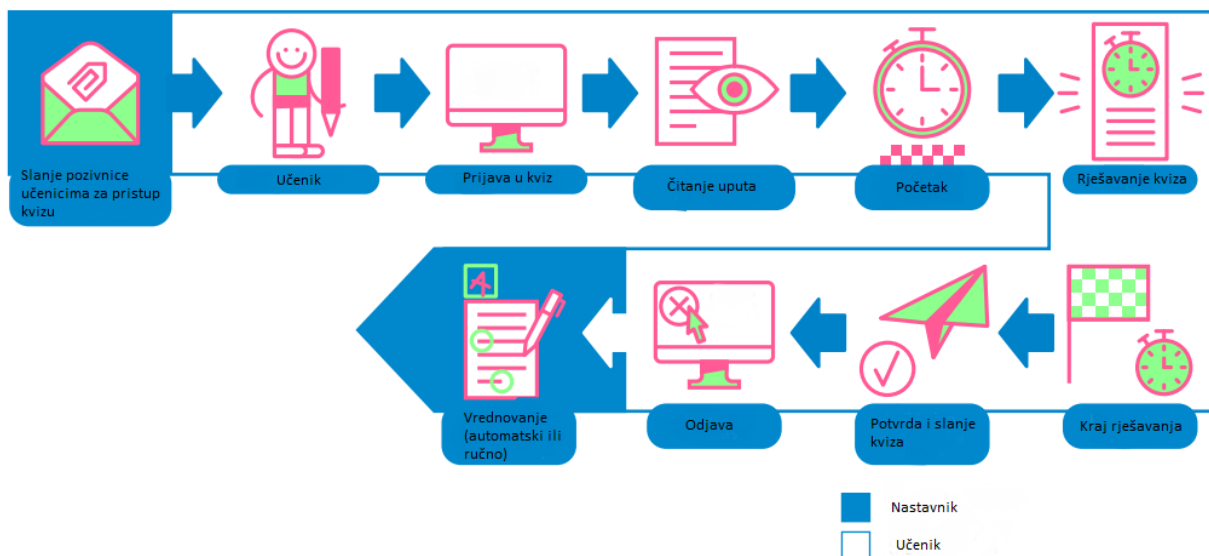 Slanje pozivnice
učenicima za pristup
kvizu
Učenik
Prijava u kviz
Čitanje uputa
Početak
Rješavanje kviza
Vrednovanje
(automatski ili
ručno)
Odjava
Potvrda i slanje
kviza
Kraj rješavanja
Nastavnik
Učenik